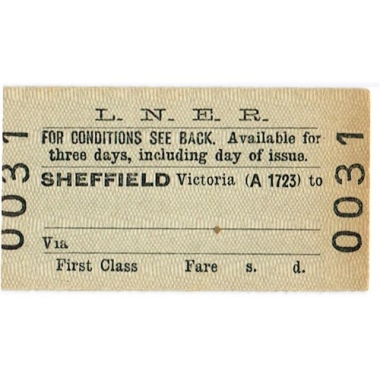 L. N. E. R.
FOR CONDITIONS SEE BACK. Available for
three days, including day of issue.
SHEFFIELD Victoria (A 1723) to
Via
First Class Fare s. d.
0031
0031